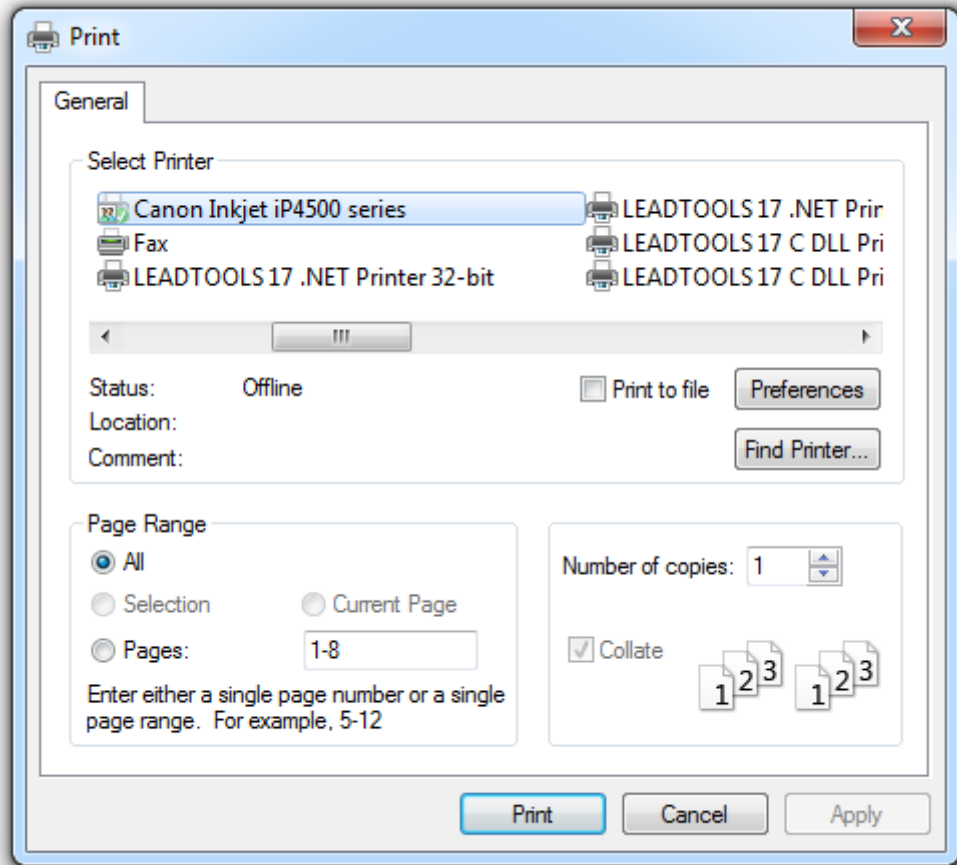 Print
General
Select Printer
Canon Inkjet iP4500 series
Fax
LEADTOOLS 17 .NET Printer 32-bit
LEADTOOLS 17 .NET Prin
LEADTOOLS 17 C DLL Pri
LEADTOOLS 17 C DLL Pri
Status: Offline
Location:
Comment:
Print to file
Preferences
Find Printer...
Page Range
All
Selection
Current Page
Pages: 1-8
Enter either a single page number or a single
page range. For example, 5-12
Number of copies: 1
Collate
1 2 3 1 2 3
Print
Cancel
Apply